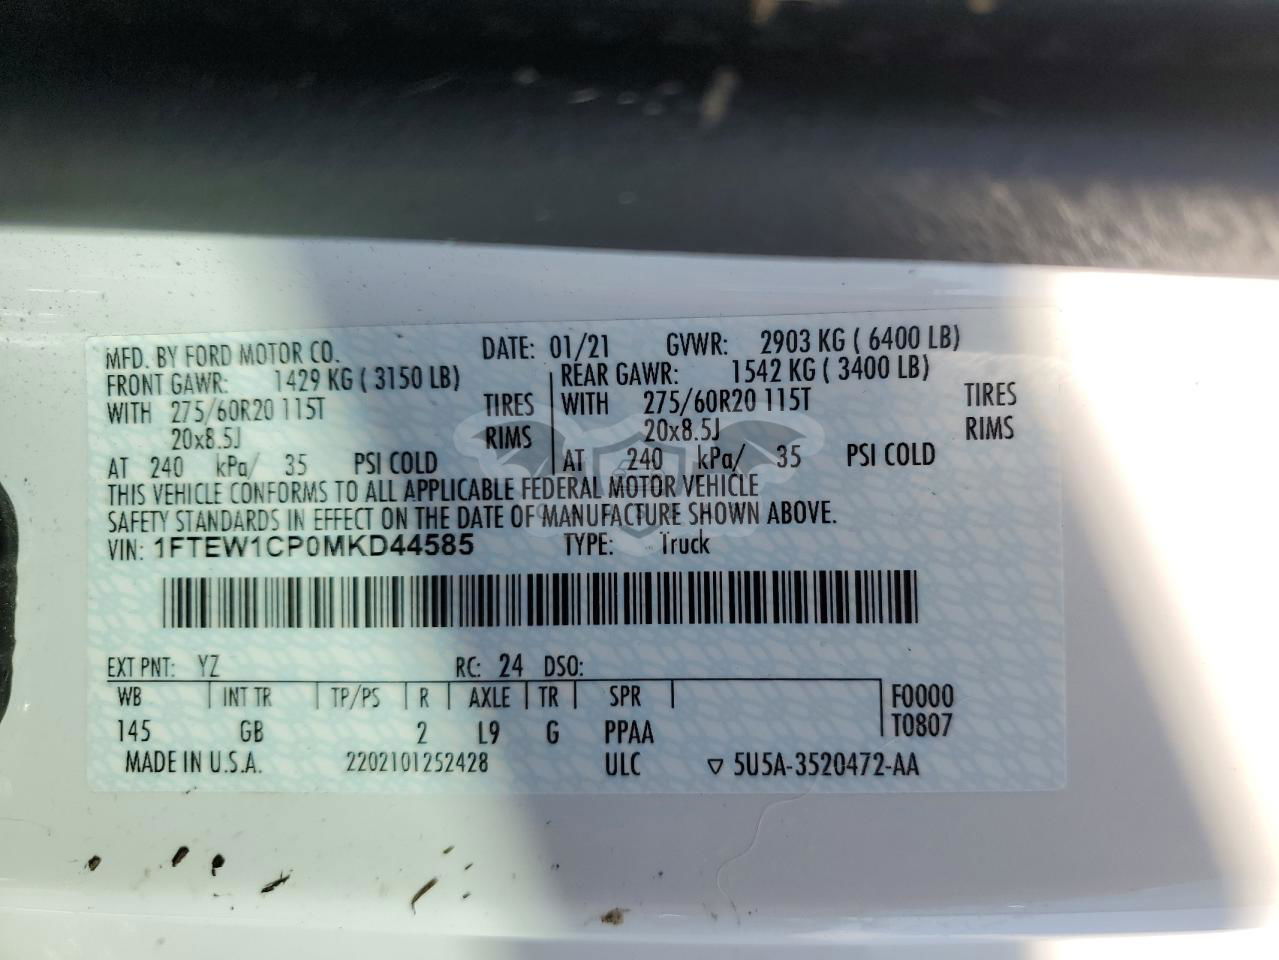 MFD. BY FORD MOTOR CO. DATE: 01/21 GVWR: 2903 KG ( 6400 LB)
FRONT GAWR: 1429 KG ( 3150 LB) REAR GAWR: 1542 KG ( 3400 LB)
WITH 275/60R20 115T TIRES WITH 275/60R20 115T TIRES
20x8.5J RIMS 20x8.5J RIMS
AT 240 kPa/ 35 PSI COLD AT 240 kPa/ 35 PSI COLD
THIS VEHICLE CONFORMS TO ALL APPLICABLE FEDERAL MOTOR VEHICLE
SAFETY STANDARDS IN EFFECT ON THE DATE OF MANUFACTURE SHOWN ABOVE.
VIN: 1FTEW1CP0MKD44585 TYPE: Truck
EXT PNT: YZ RC: 24 DSO:
WB INT TR TP/PS R AXLE TR SPR F0000
145 GB 2 L9 G PPAA T0807
MADE IN U.S.A. 2202101252428 ULC ▽ 5U5A-3520472-AA